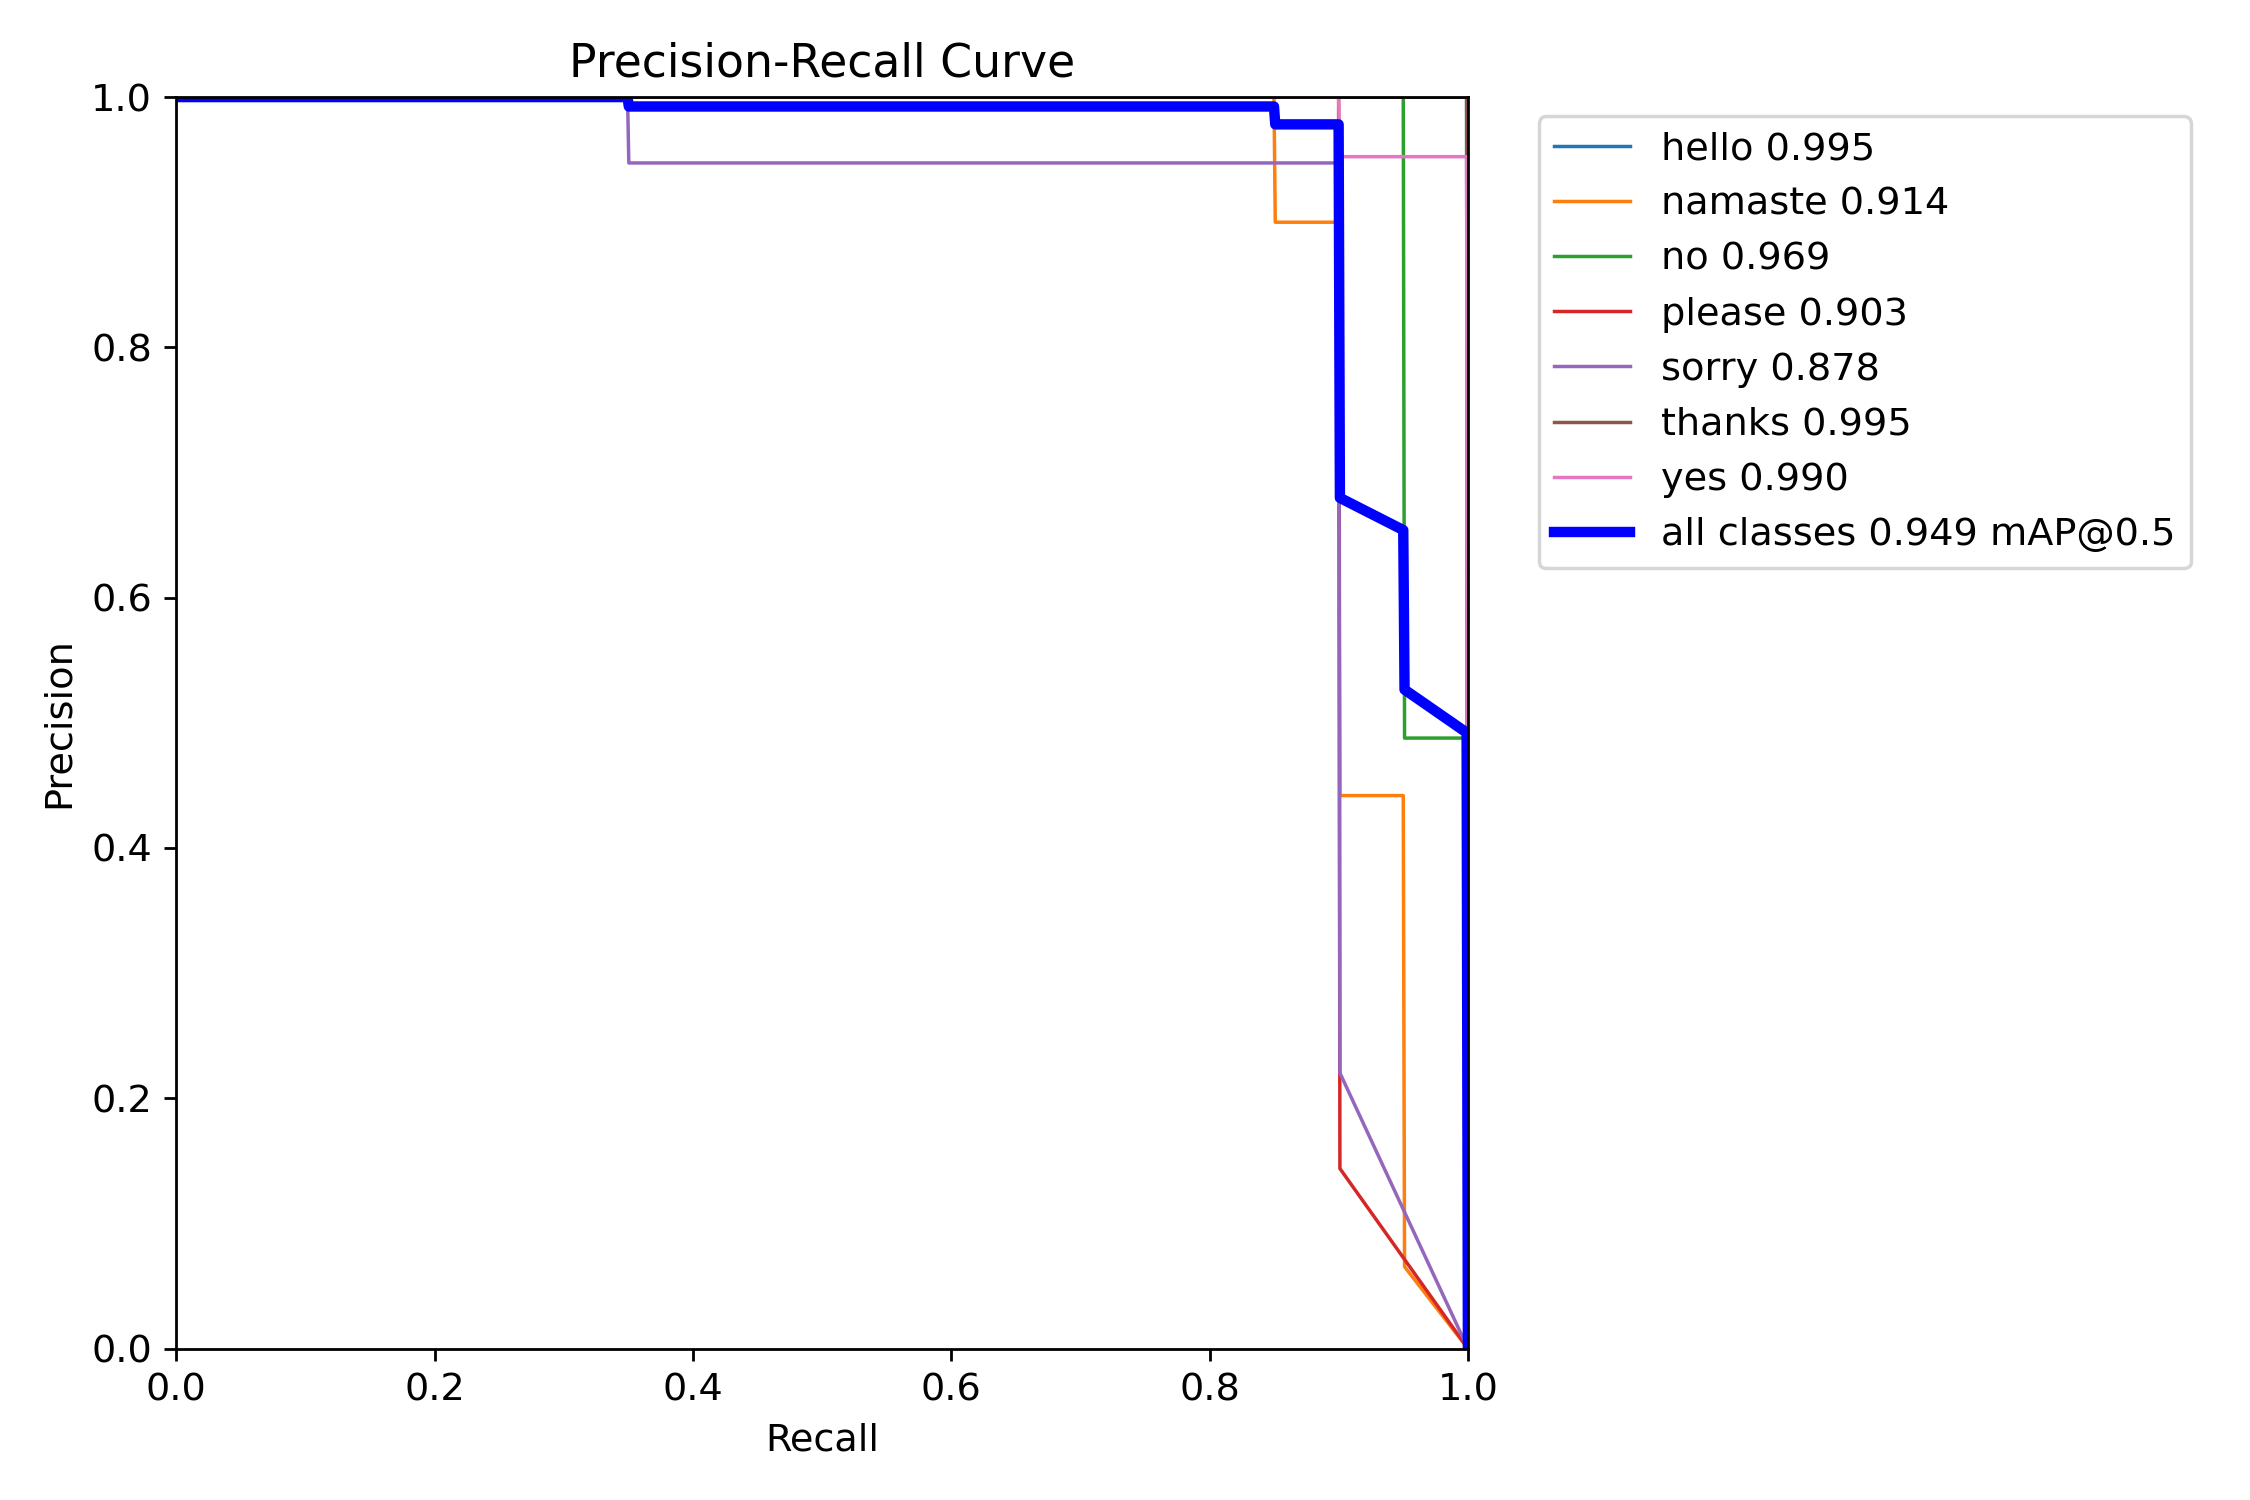 Precision-Recall Curve
1.0
0.8
0.6
0.4
0.2
0.0
Precision
0.0 0.2 0.4 0.6 0.8 1.0
Recall
hello 0.995
namaste 0.914
no 0.969
please 0.903
sorry 0.878
thanks 0.995
yes 0.990
all classes 0.949 mAP@0.5